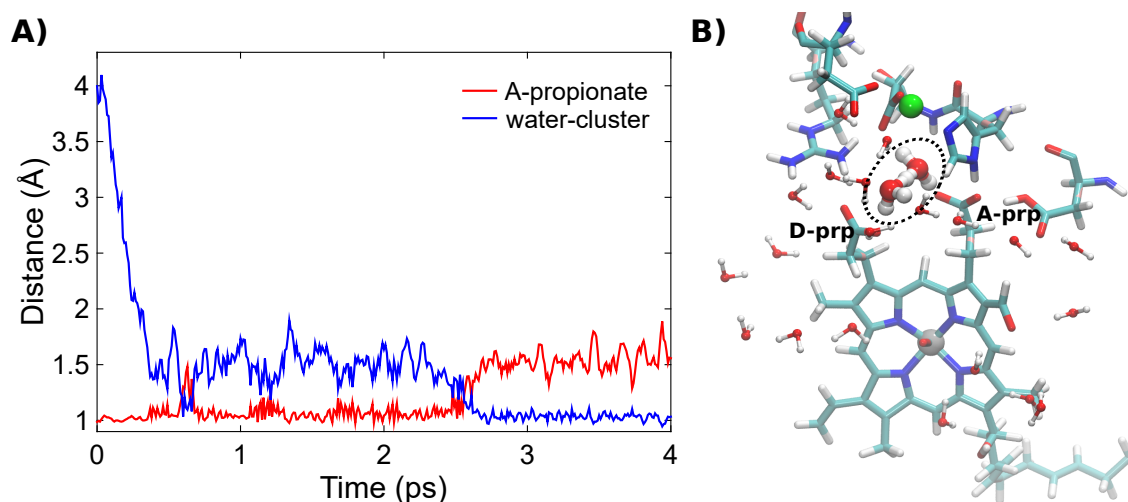 A)
Distance (Å)
4
3.5
3
2.5
2
1.5
1
A-propionate
water-cluster
0
1
2
3
4
Time (ps)
B)
D-prp
A-prp